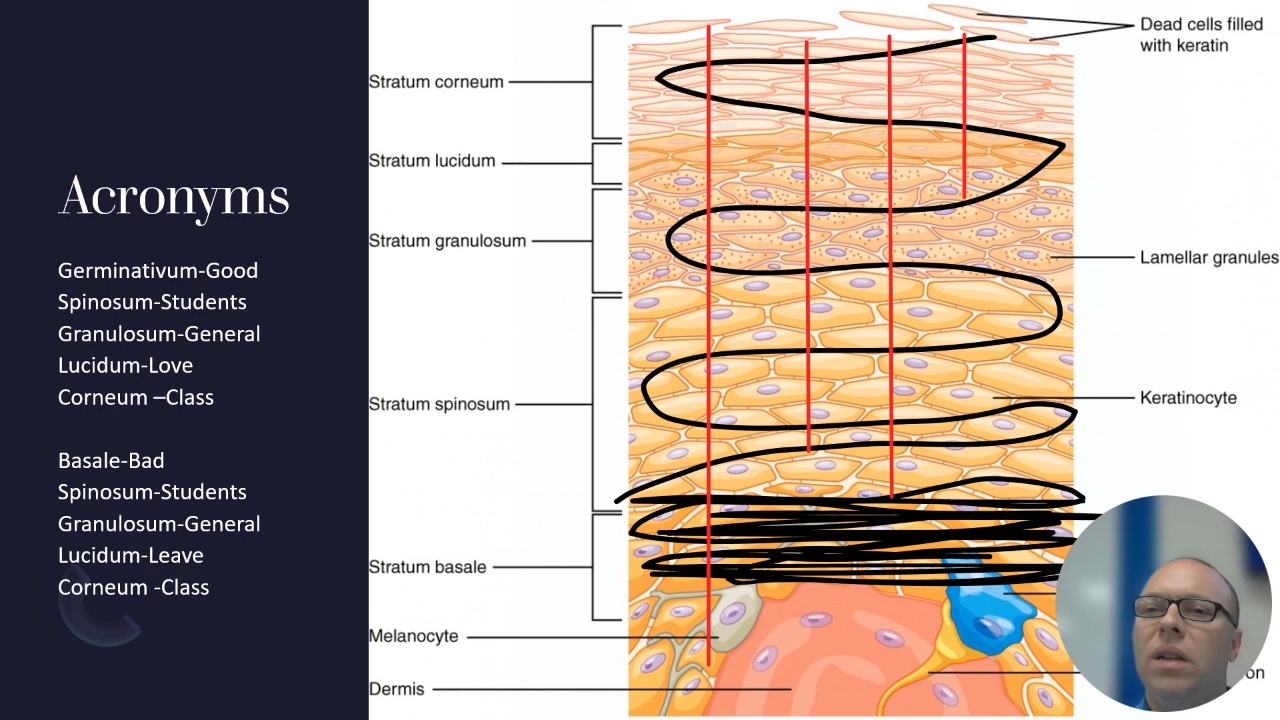 Acronyms
Germinativum-Good
Spinosum-Students
Granulosum-General
Lucidum-Love
Corneum –Class
Basale-Bad
Spinosum-Students
Granulosum-General
Lucidum-Leave
Corneum -Class
Stratum corneum
Stratum lucidum
Stratum granulosum
Stratum spinosum
Stratum basale
Melanocyte
Dermis
Dead cells filled
with keratin
Lamellar granules
Keratinocyte